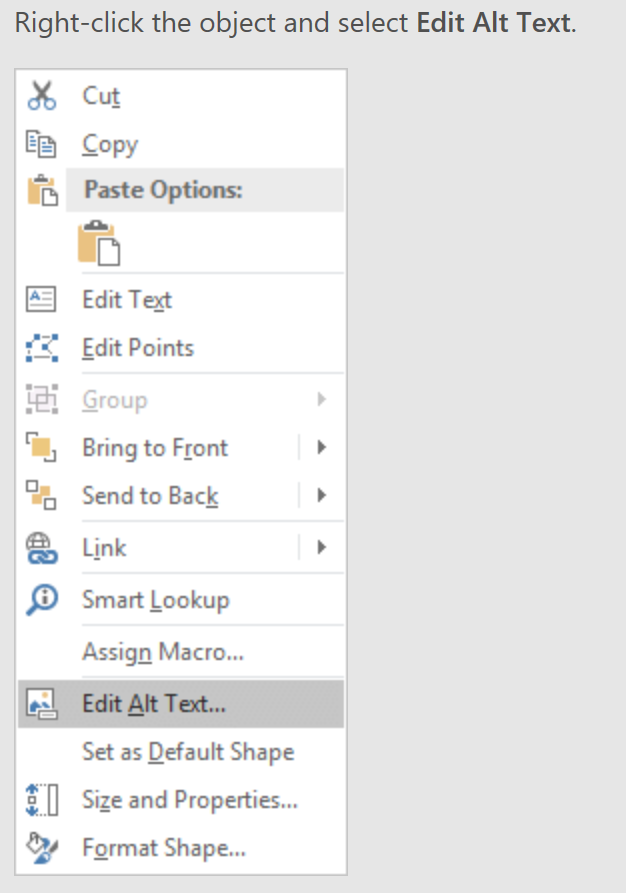 Right-click the object and select Edit Alt Text.
Cut
Copy
Paste Options:
Edit Text
Edit Points
Group
Bring to Front
Send to Back
Link
Smart Lookup
Assign Macro...
Edit Alt Text...
Set as Default Shape
Size and Properties...
Format Shape...